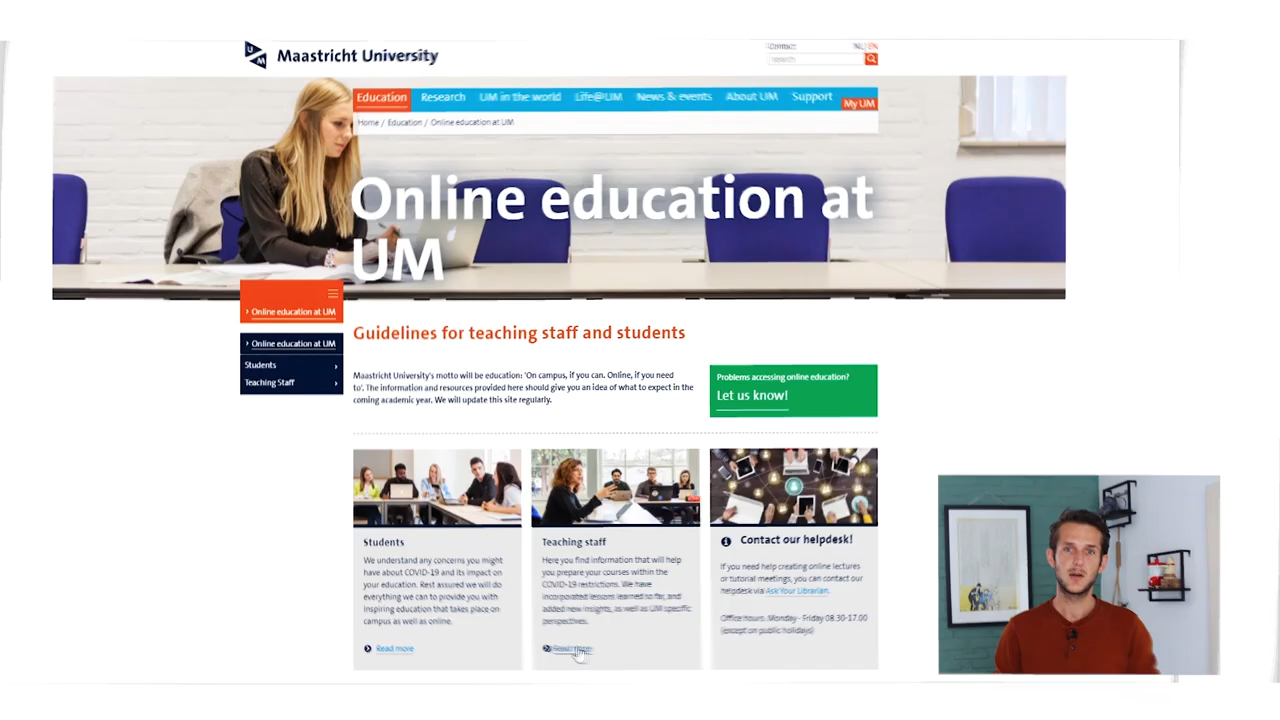 UM
Maastricht University
Contact
NL | EN
search
Education
Research
UM in the world
Life@UM
News & events
About UM
Support
My UM
Home / Education / Online education at UM
Online education at
UM
› Online education at UM
› Online education at UM
Students ›
Teaching Staff ›
Guidelines for teaching staff and students
Maastricht University's motto will be education: 'On campus, if you can. Online, if you need
to'. The information and resources provided here should give you an idea of what to expect in the
coming academic year. We will update this site regularly.
Problems accessing online education?
Let us know!
Students
We understand any concerns you might
have about COVID-19 and its impact on
your education. Rest assured we will do
everything we can to provide you with
inspiring education that takes place on
campus as well as online.
Read more
Teaching staff
Here you find information that will help
you prepare your courses within the
COVID-19 restrictions. We have
incorporated lessons learned so far, and
added new insights, as well as UM specific
perspectives.
Read more
Contact our helpdesk!
If you need help creating online lectures
or tutorial meetings, you can contact our
helpdesk via Ask Your Librarian.
Office hours: Monday - Friday 08.30-17.00
(except on public holidays)